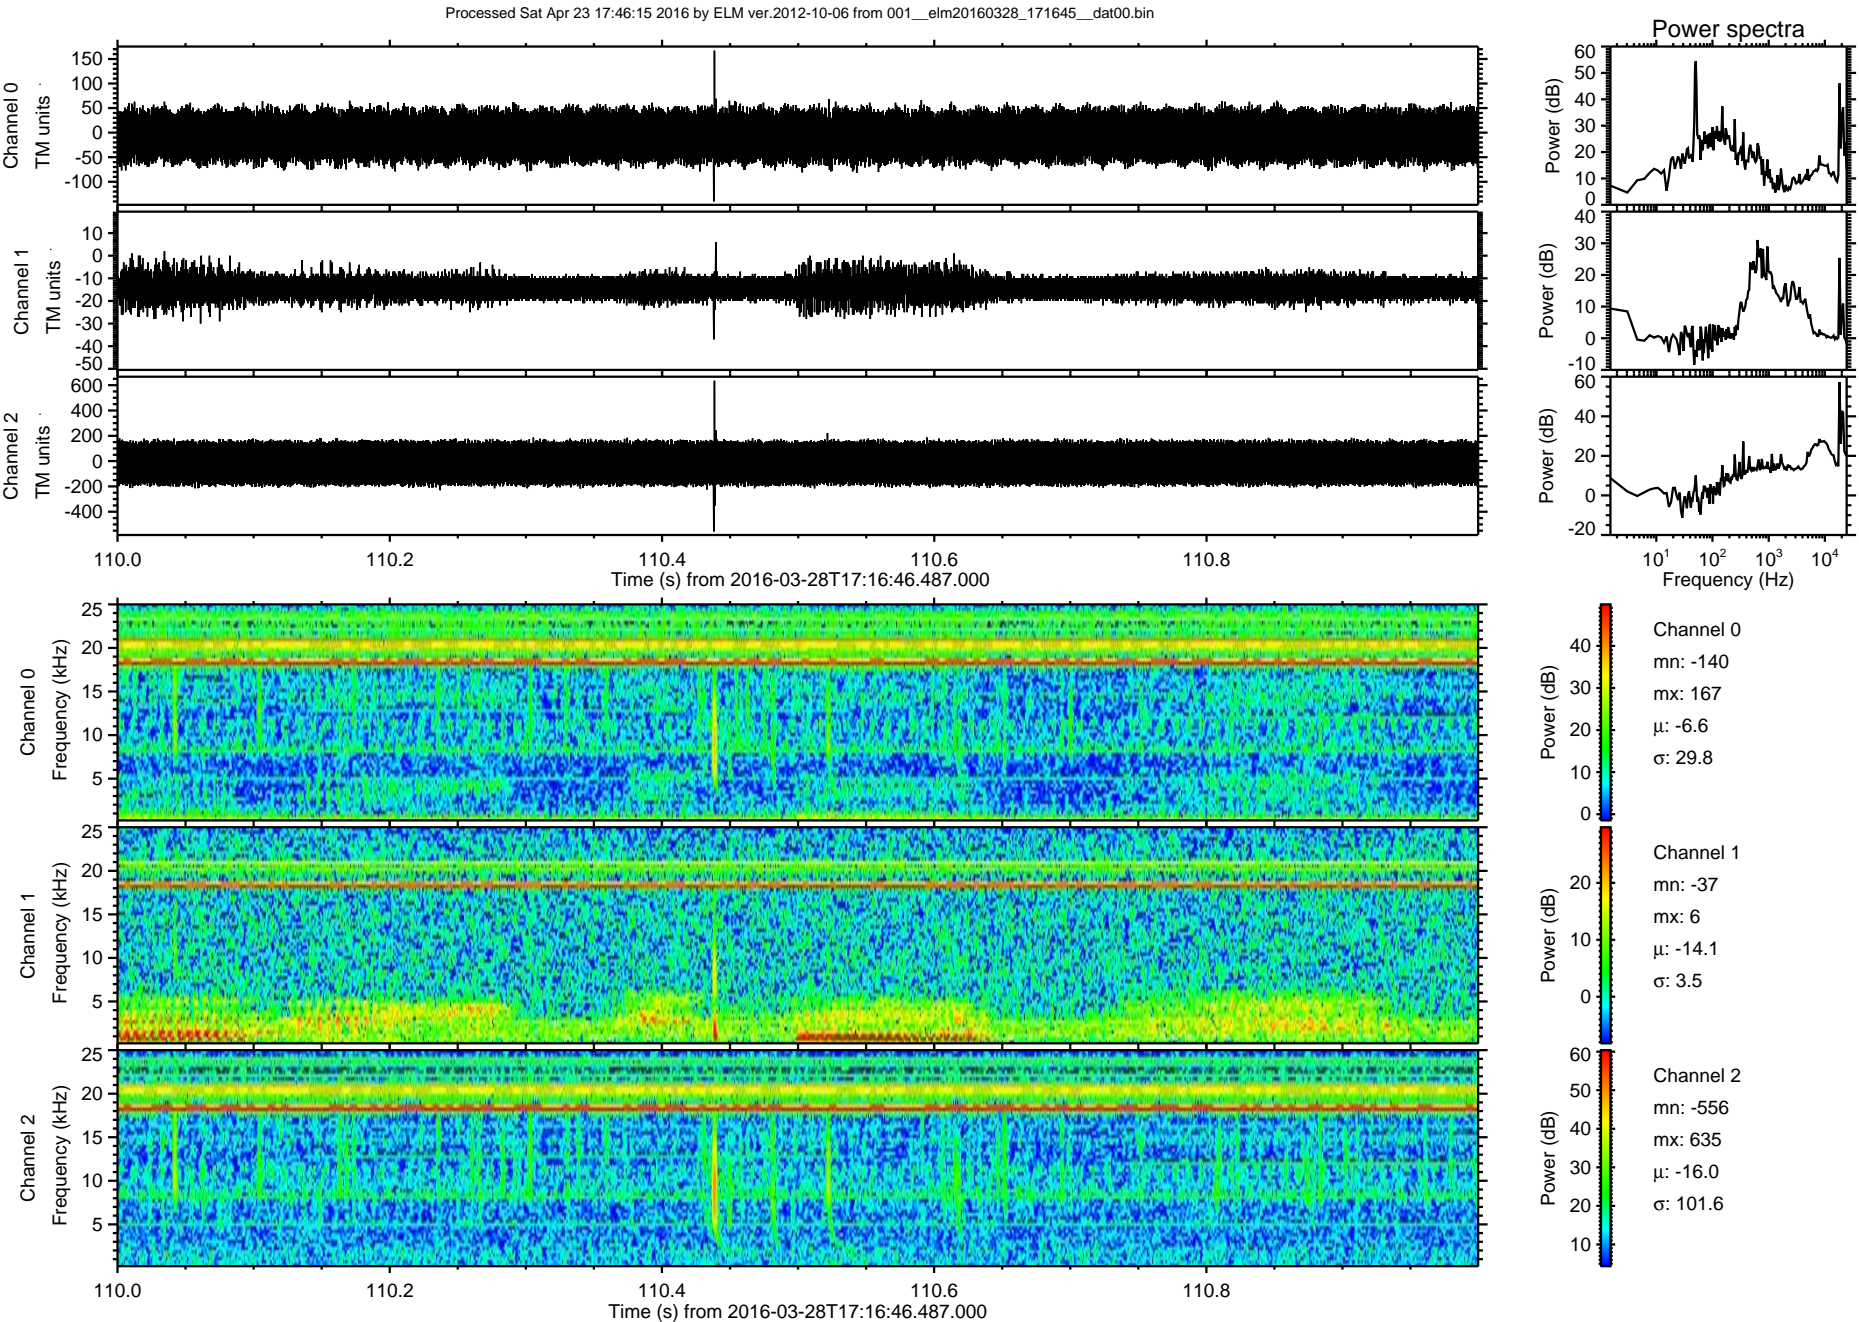 Processed Sat Apr 23 17:46:15 2016 by ELM ver.2012-10-06 from 001__elm20160328_171645__dat00.bin
Power spectra
Channel 0
TM units
150
100
50
0
-50
-100
Power (dB)
60
50
40
30
20
10
0
Channel 1
TM units
10
0
-10
-20
-30
-40
-50
Power (dB)
40
30
20
10
0
-10
Channel 2
TM units
600
400
200
0
-200
-400
Power (dB)
60
40
20
0
-20
110.0 110.2 110.4 110.6 110.8
Time (s) from 2016-03-28T17:16:46.487.000
10^1 10^2 10^3 10^4
Frequency (Hz)
Channel 0
Frequency (kHz)
25
20
15
10
5
Power (dB)
40
30
20
10
0
Channel 0
mn: -140
mx: 167
μ: -6.6
σ: 29.8
Channel 1
Frequency (kHz)
25
20
15
10
5
Power (dB)
20
10
0
Channel 1
mn: -37
mx: 6
μ: -14.1
σ: 3.5
Channel 2
Frequency (kHz)
25
20
15
10
5
Power (dB)
60
50
40
30
20
10
Channel 2
mn: -556
mx: 635
μ: -16.0
σ: 101.6
110.0 110.2 110.4 110.6 110.8
Time (s) from 2016-03-28T17:16:46.487.000